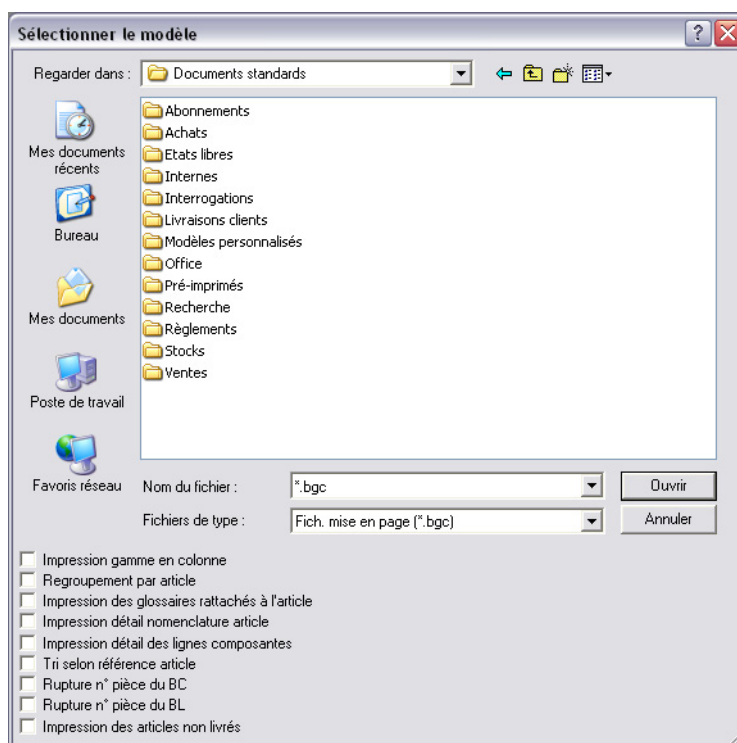 Sélectionner le modèle
Regarder dans :
Documents standards
Mes documents récents
Bureau
Mes documents
Poste de travail
Favoris réseau
Abonnements
Achats
Etats libres
Internes
Interrogations
Livraisons clients
Modèles personnalisés
Office
Pré-imprimés
Recherche
Règlements
Stocks
Ventes
Nom du fichier :
*.bgc
Ouvrir
Fichiers de type :
Fich. mise en page (*.bgc)
Annuler
Impression gamme en colonne
Regroupement par article
Impression des glossaires rattachés à l'article
Impression détail nomenclature article
Impression détail des lignes composantes
Tri selon référence article
Rupture n° pièce du BC
Rupture n° pièce du BL
Impression des articles non livrés